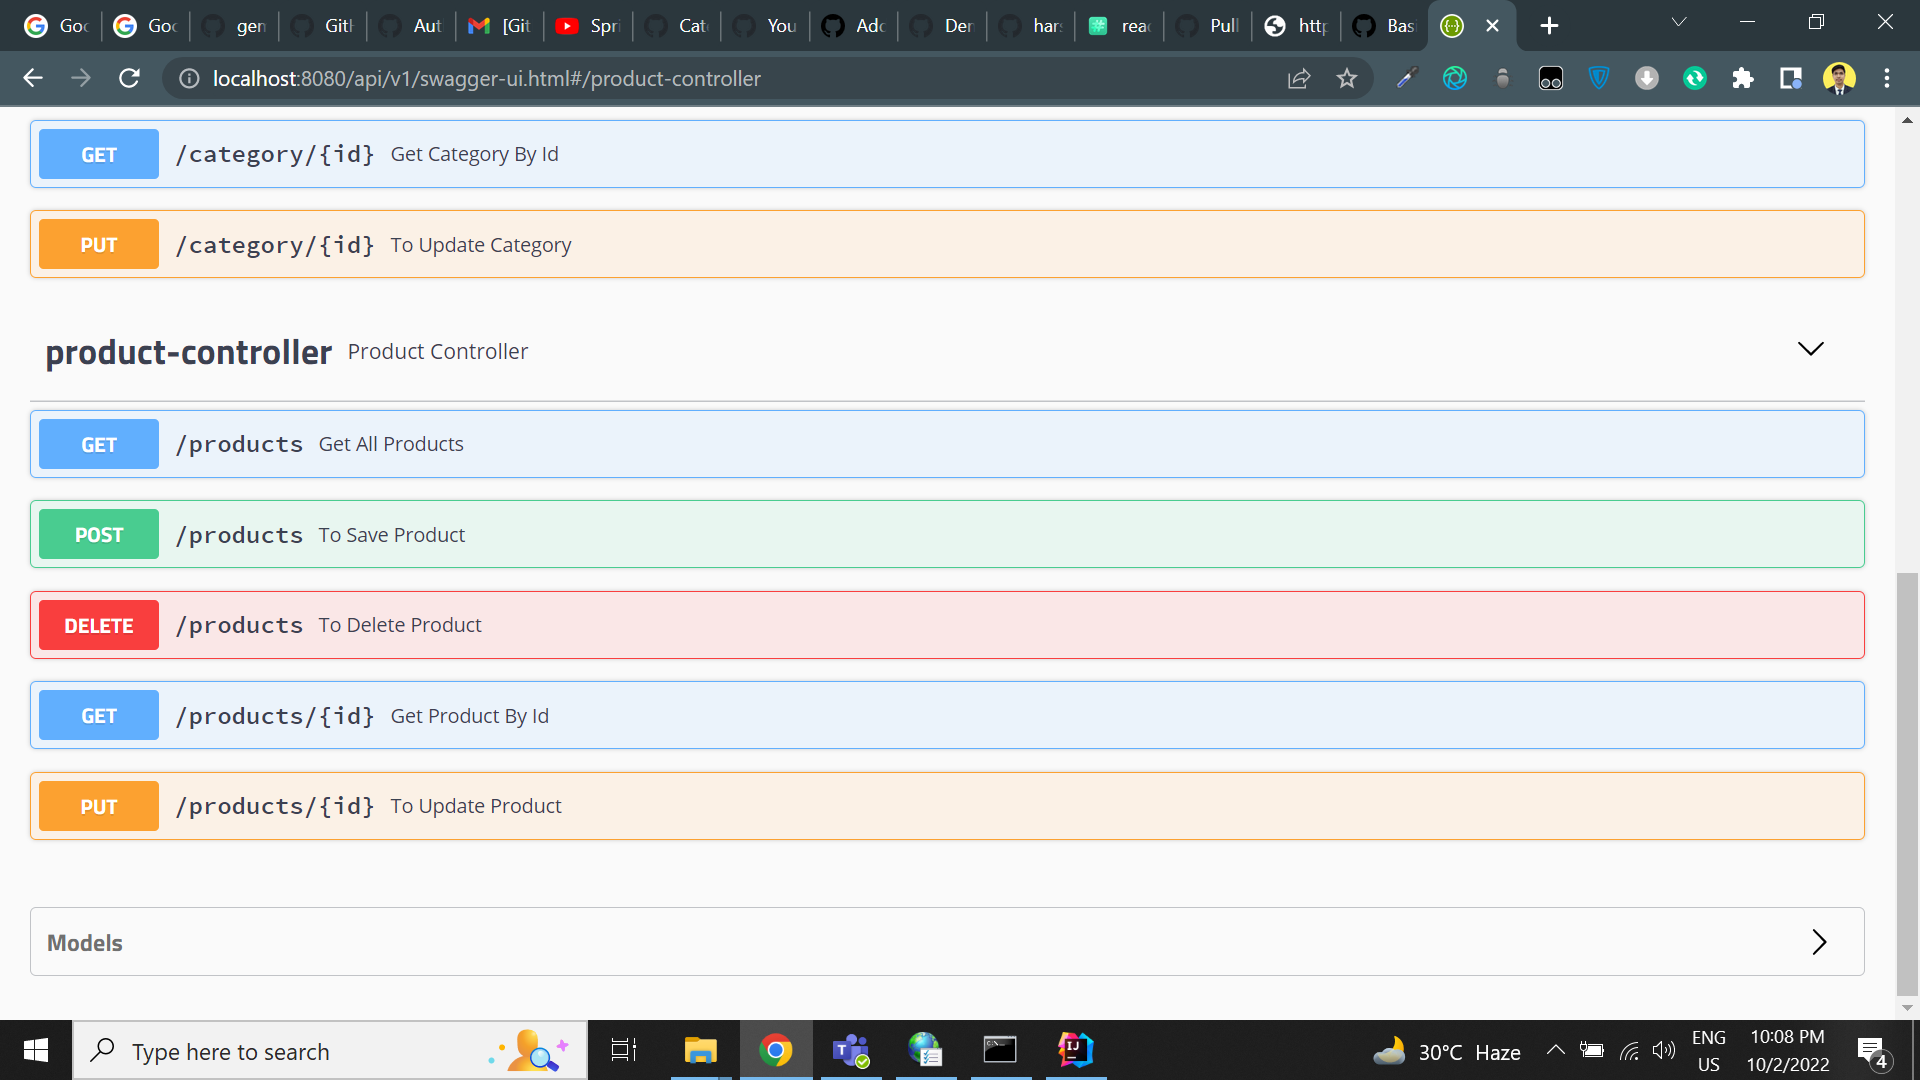 Goo
Goo
gen
Git
Aut
[Git
Spri
Cat
You
Ado
Der
har
rea
Pull
http
Basi
localhost:8080/api/v1/swagger-ui.html#/product-controller
GET /category/{id} Get Category By Id
PUT /category/{id} To Update Category
product-controller Product Controller
GET /products Get All Products
POST /products To Save Product
DELETE /products To Delete Product
GET /products/{id} Get Product By Id
PUT /products/{id} To Update Product
Models
Type here to search
30°C Haze
ENG
US
10:08 PM
10/2/2022
4